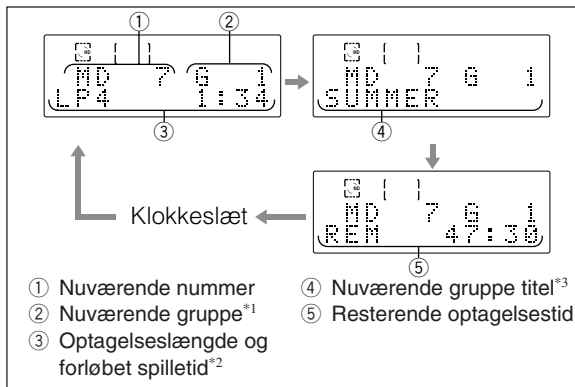 ① ②
MD 7 G 1
LP4 1:34
③
MD 7 G 1
SUMMER
④
Klokkeslæt
MD 7 G 1
REM 47:30
⑤
① Nuværende nummer
② Nuværende gruppe*1
③ Optagelseslængde og
forløbet spilletid*2
④ Nuværende gruppe titel*3
⑤ Resterende optagelsestid